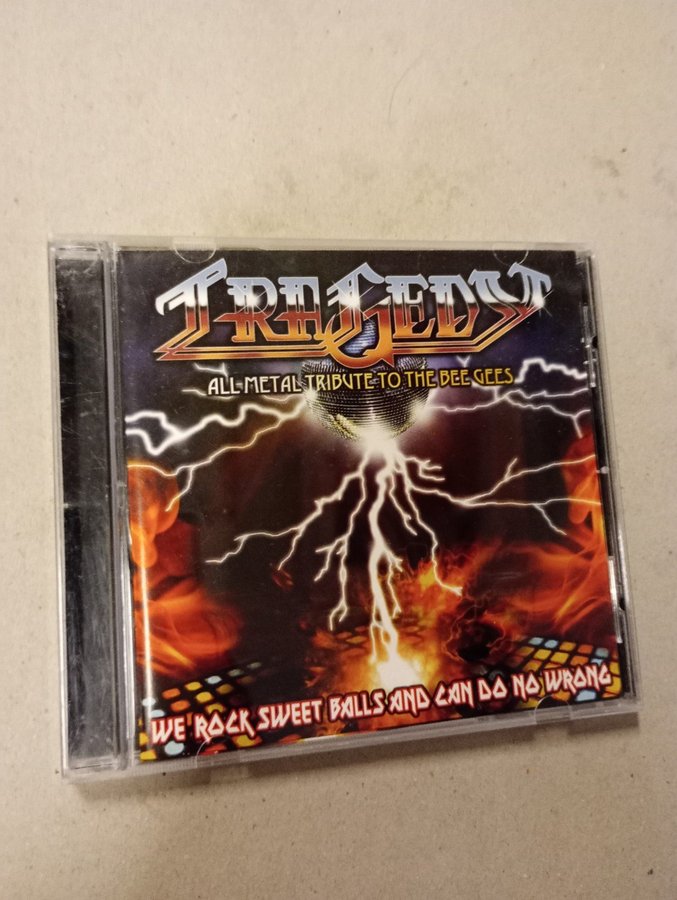 TRAGEDY
ALL METAL TRIBUTE TO THE BEE GEES
WE ROCK SWEET BALLS AND CAN DO NO WRONG